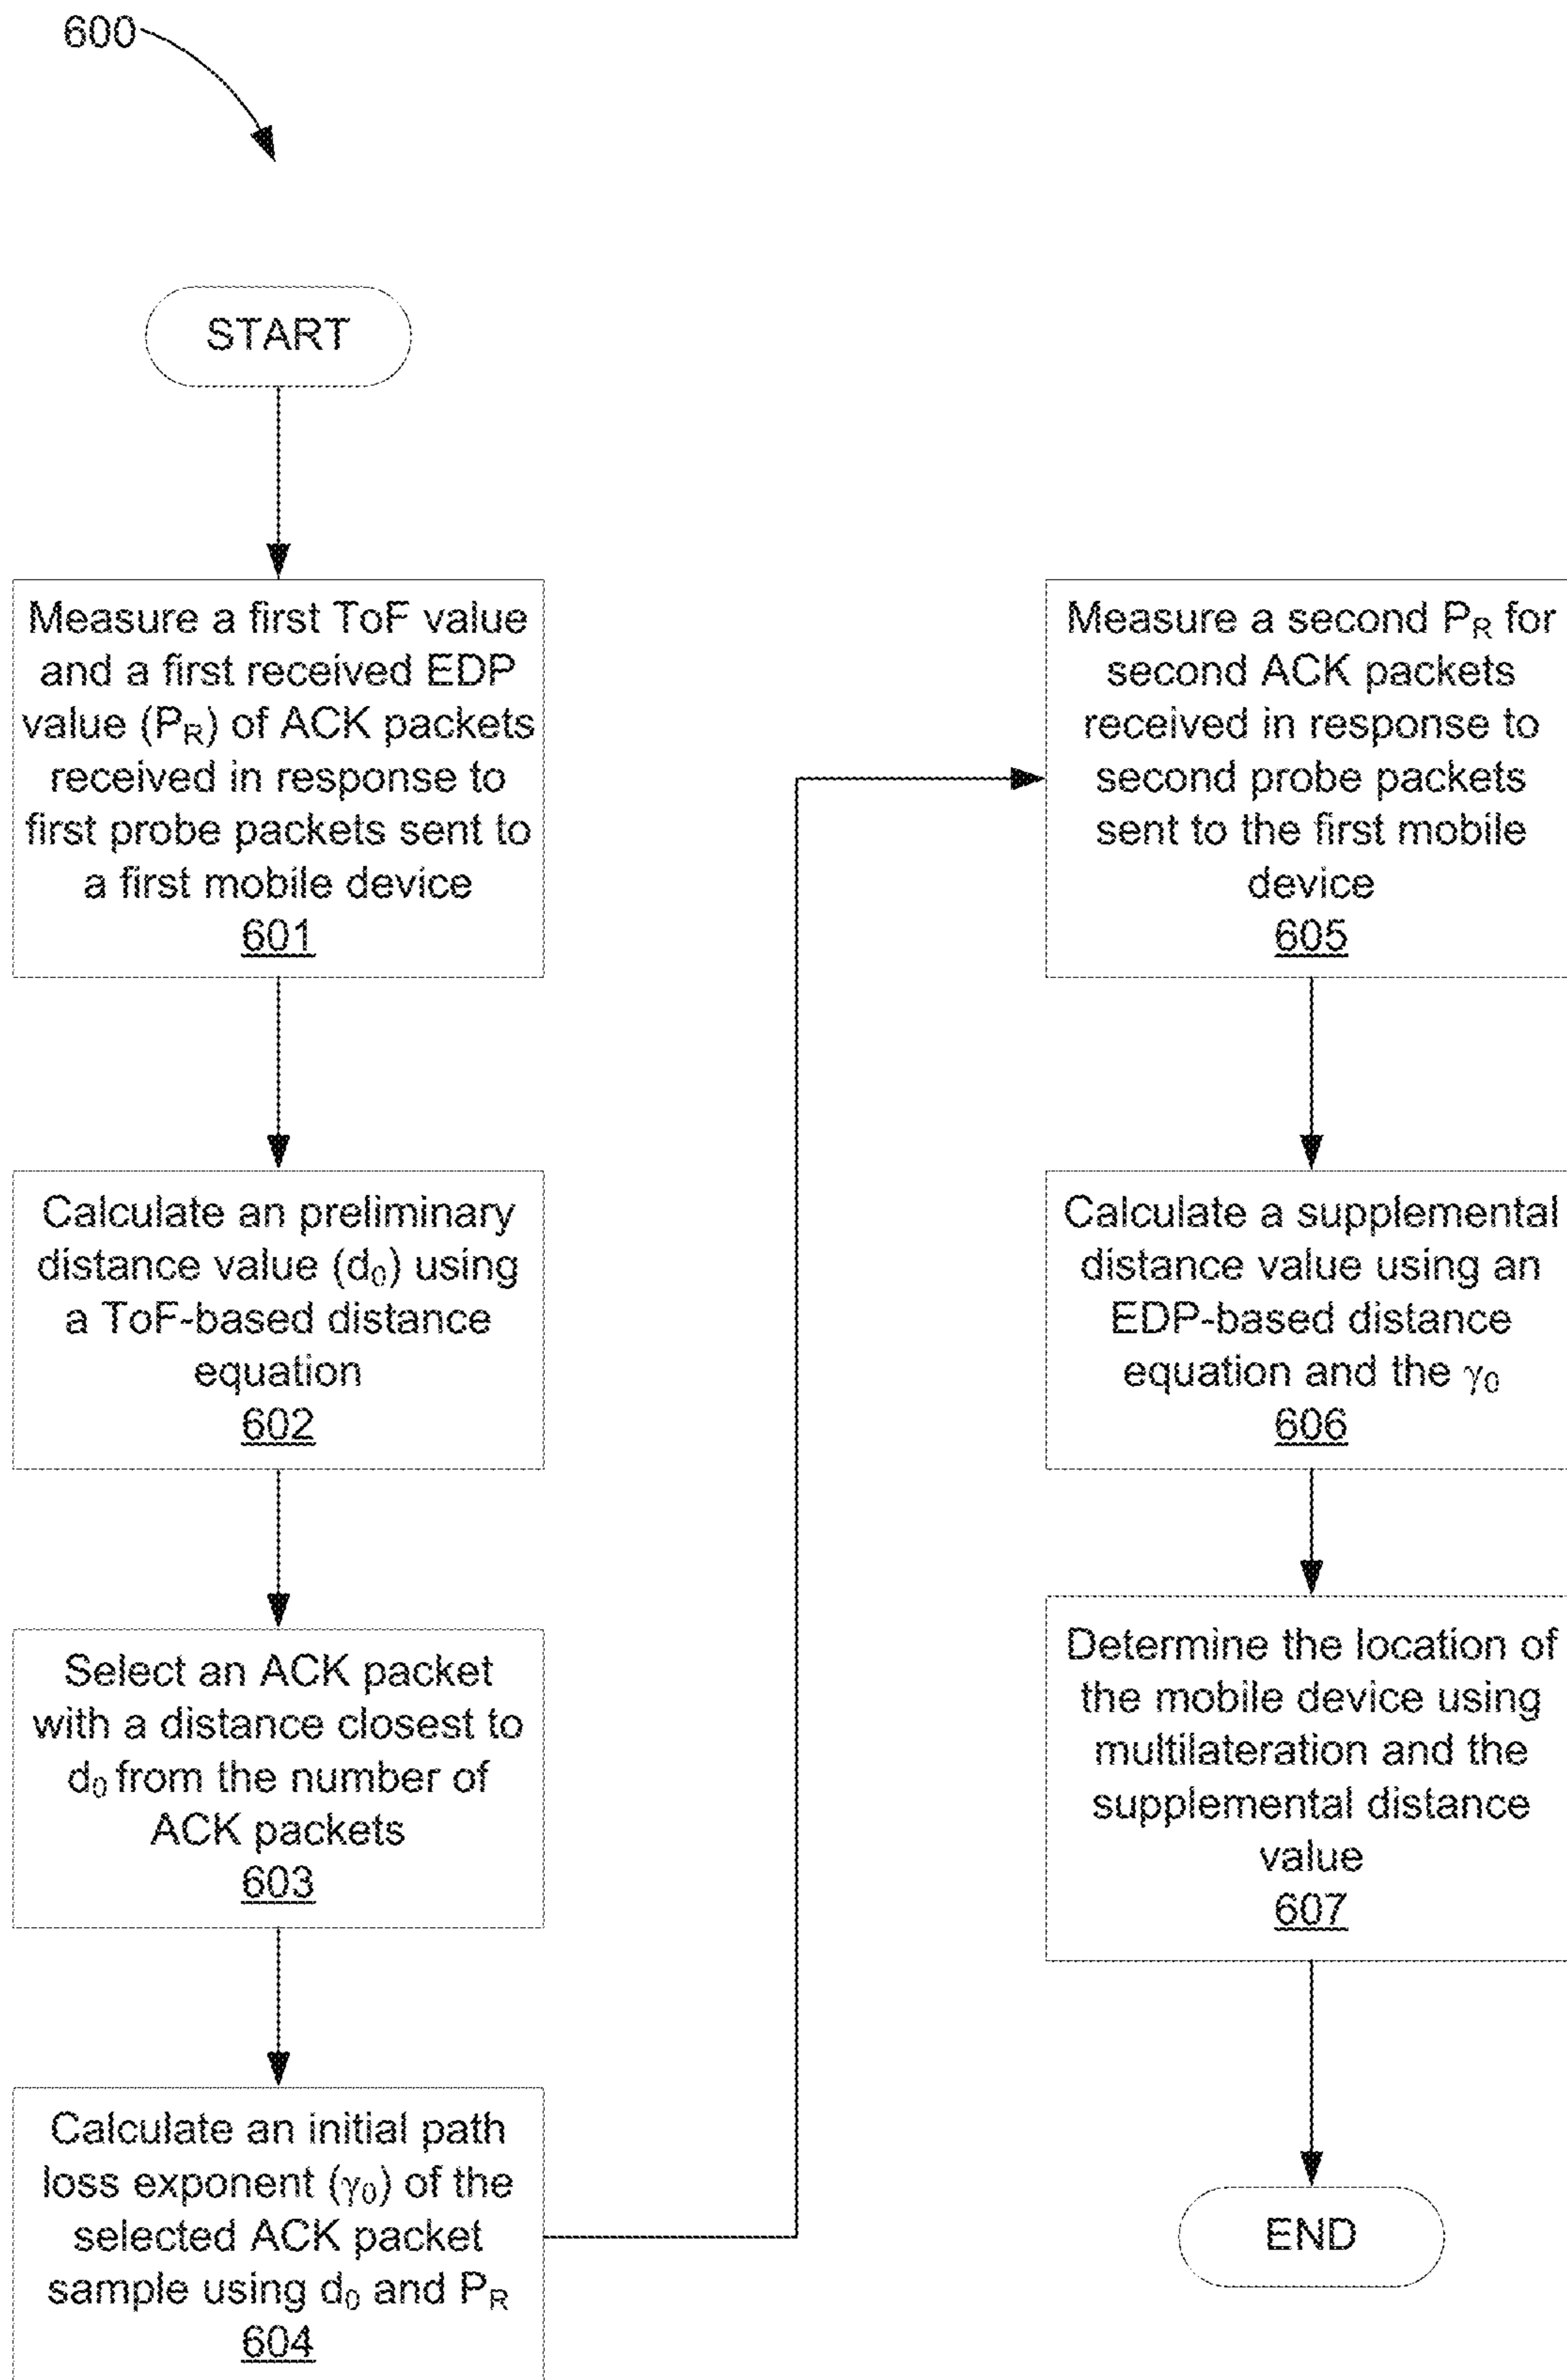 600
START
Measure a first ToF value
and a first received EDP
value (P_R) of ACK packets
received in response to
first probe packets sent to
a first mobile device
601
Calculate an preliminary
distance value (d₀) using
a ToF-based distance
equation
602
Select an ACK packet
with a distance closest to
d₀ from the number of
ACK packets
603
Calculate an initial path
loss exponent (γ₀) of the
selected ACK packet
sample using d₀ and P_R
604
Measure a second P_R for
second ACK packets
received in response to
second probe packets
sent to the first mobile
device
605
Calculate a supplemental
distance value using an
EDP-based distance
equation and the γ₀
606
Determine the location of
the mobile device using
multilateration and the
supplemental distance
value
607
END